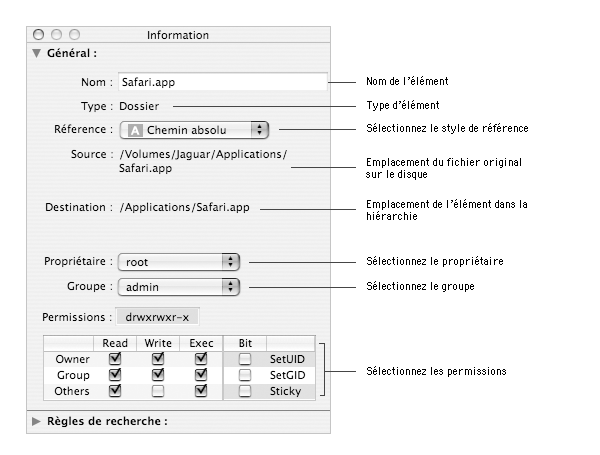 Information
Général :
Nom : Safari.app
Nom de l'élément
Type : Dossier
Type d'élément
Réference : A Chemin absolu
Sélectionnez le style de référence
Source : /Volumes/Jaguar/Applications/
Safari.app
Emplacement du fichier original
sur le disque
Destination : /Applications/Safari.app
Emplacement de l'élément dans la
hiérarchie
Propriétaire : root
Sélectionnez le propriétaire
Groupe : admin
Sélectionnez le groupe
Permissions : drwxrwxr-x
Read Write Exec Bit
Owner SetUID
Group SetGID
Others Sticky
Sélectionnez les permissions
Règles de recherche :